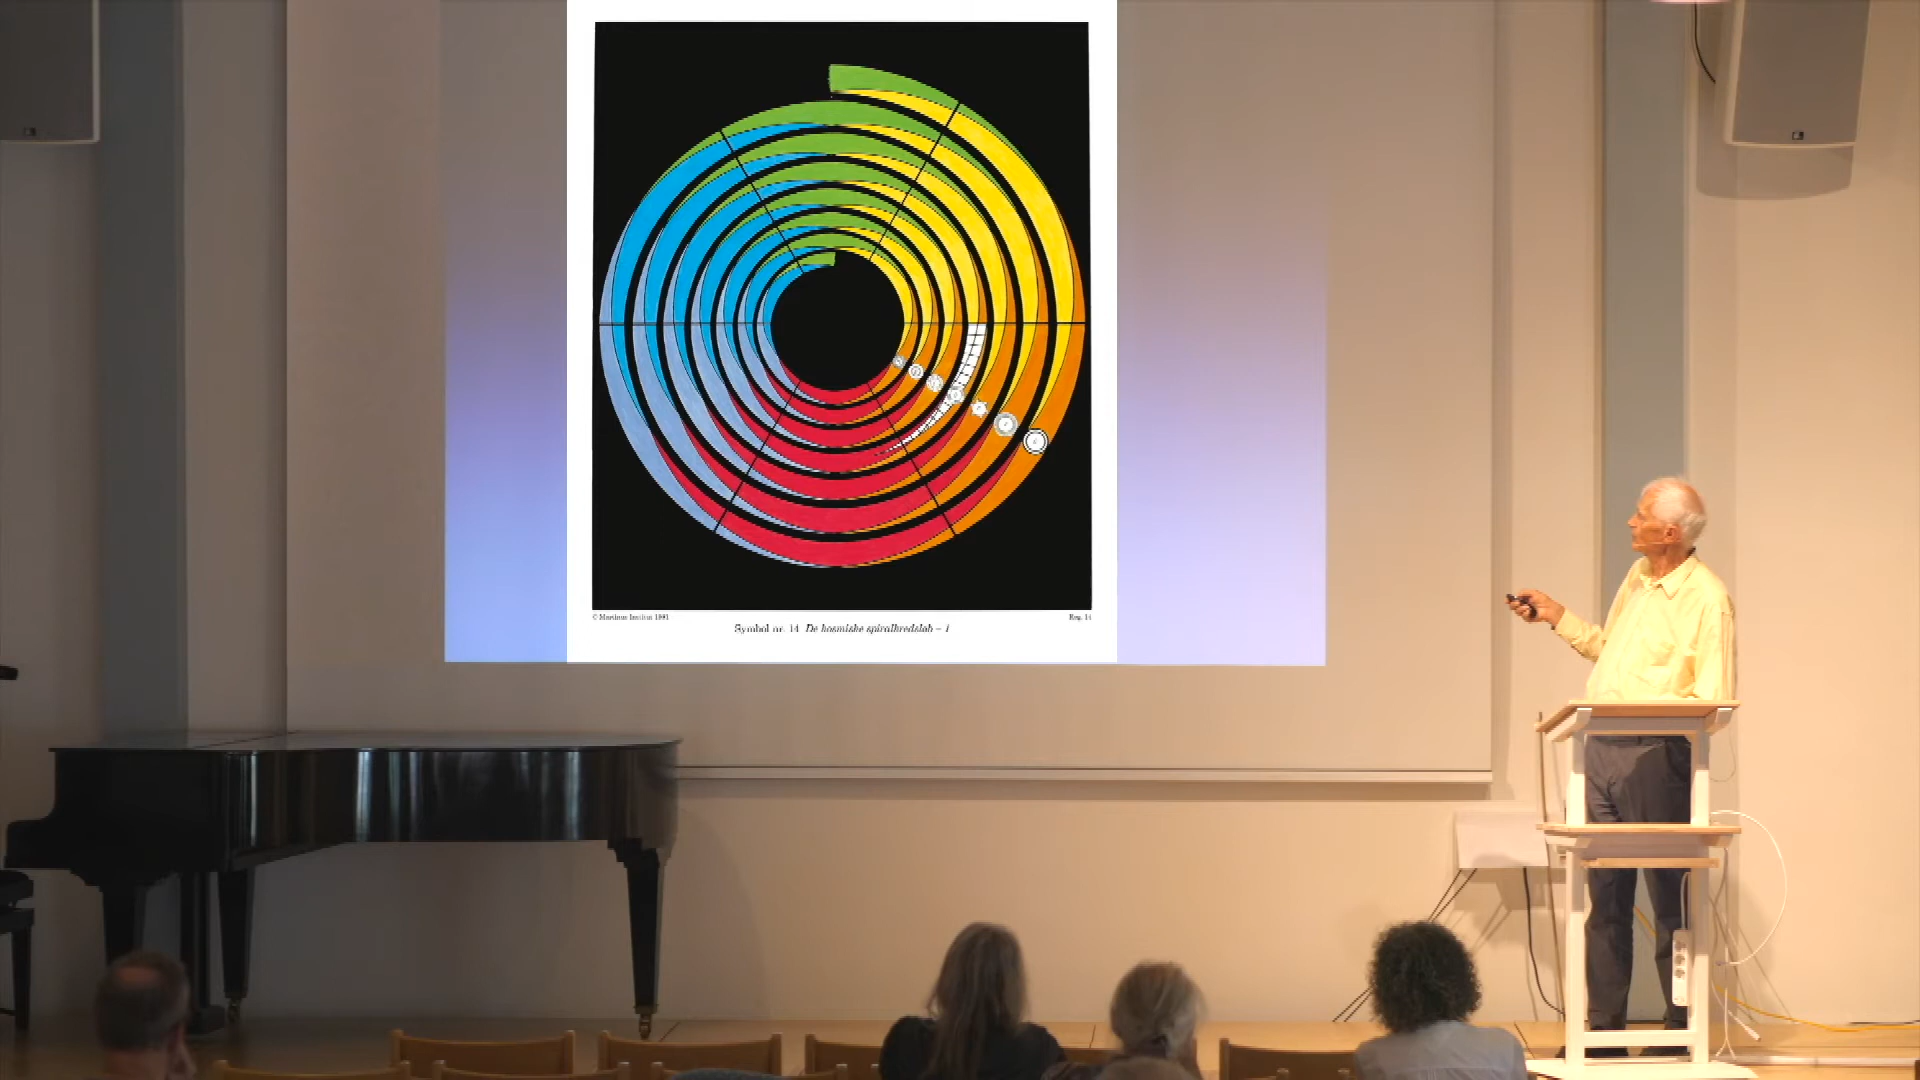 © Martinus Institut 1981
Reg. 14
Symbol nr. 14 De kosmiske spiralkredsløb – 1